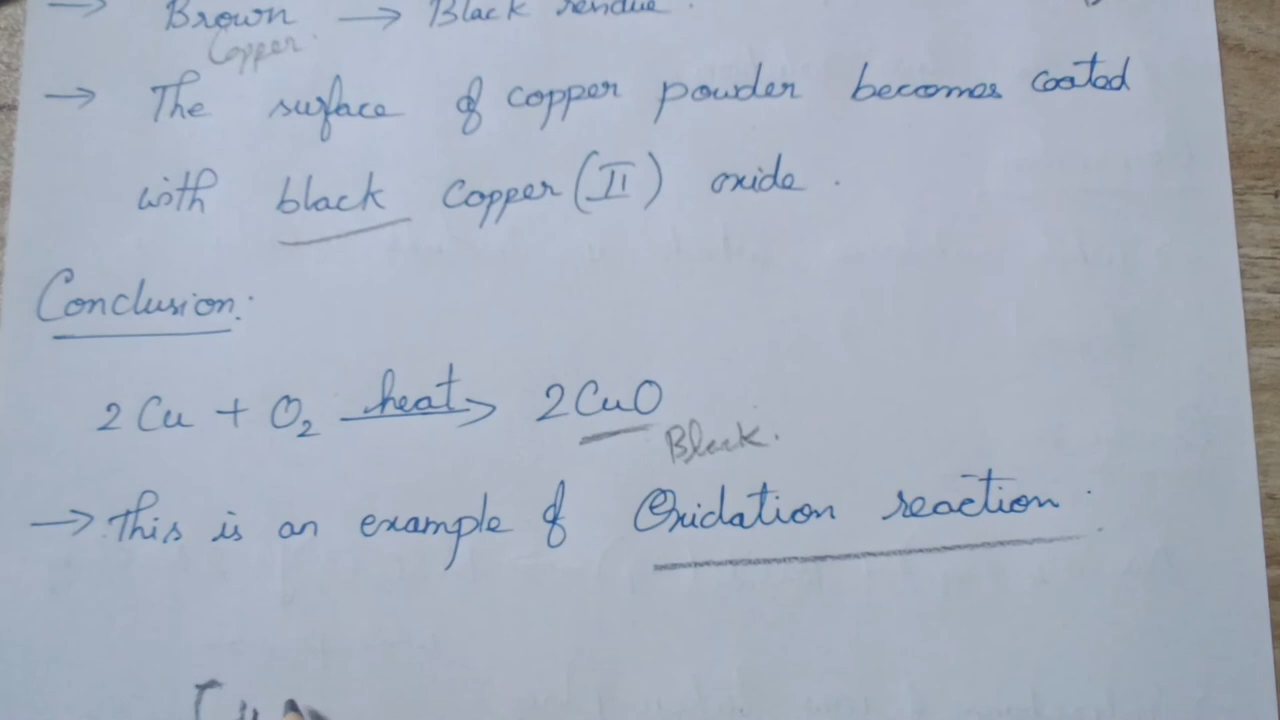 → Brown → Black residue.
Copper.
→ The surface of copper powder becomes coated
with black Copper (II) oxide.
Conclusion:
2 Cu + O₂ heat→ 2CuO
Black.
→ This is an example of Oxidation reaction.